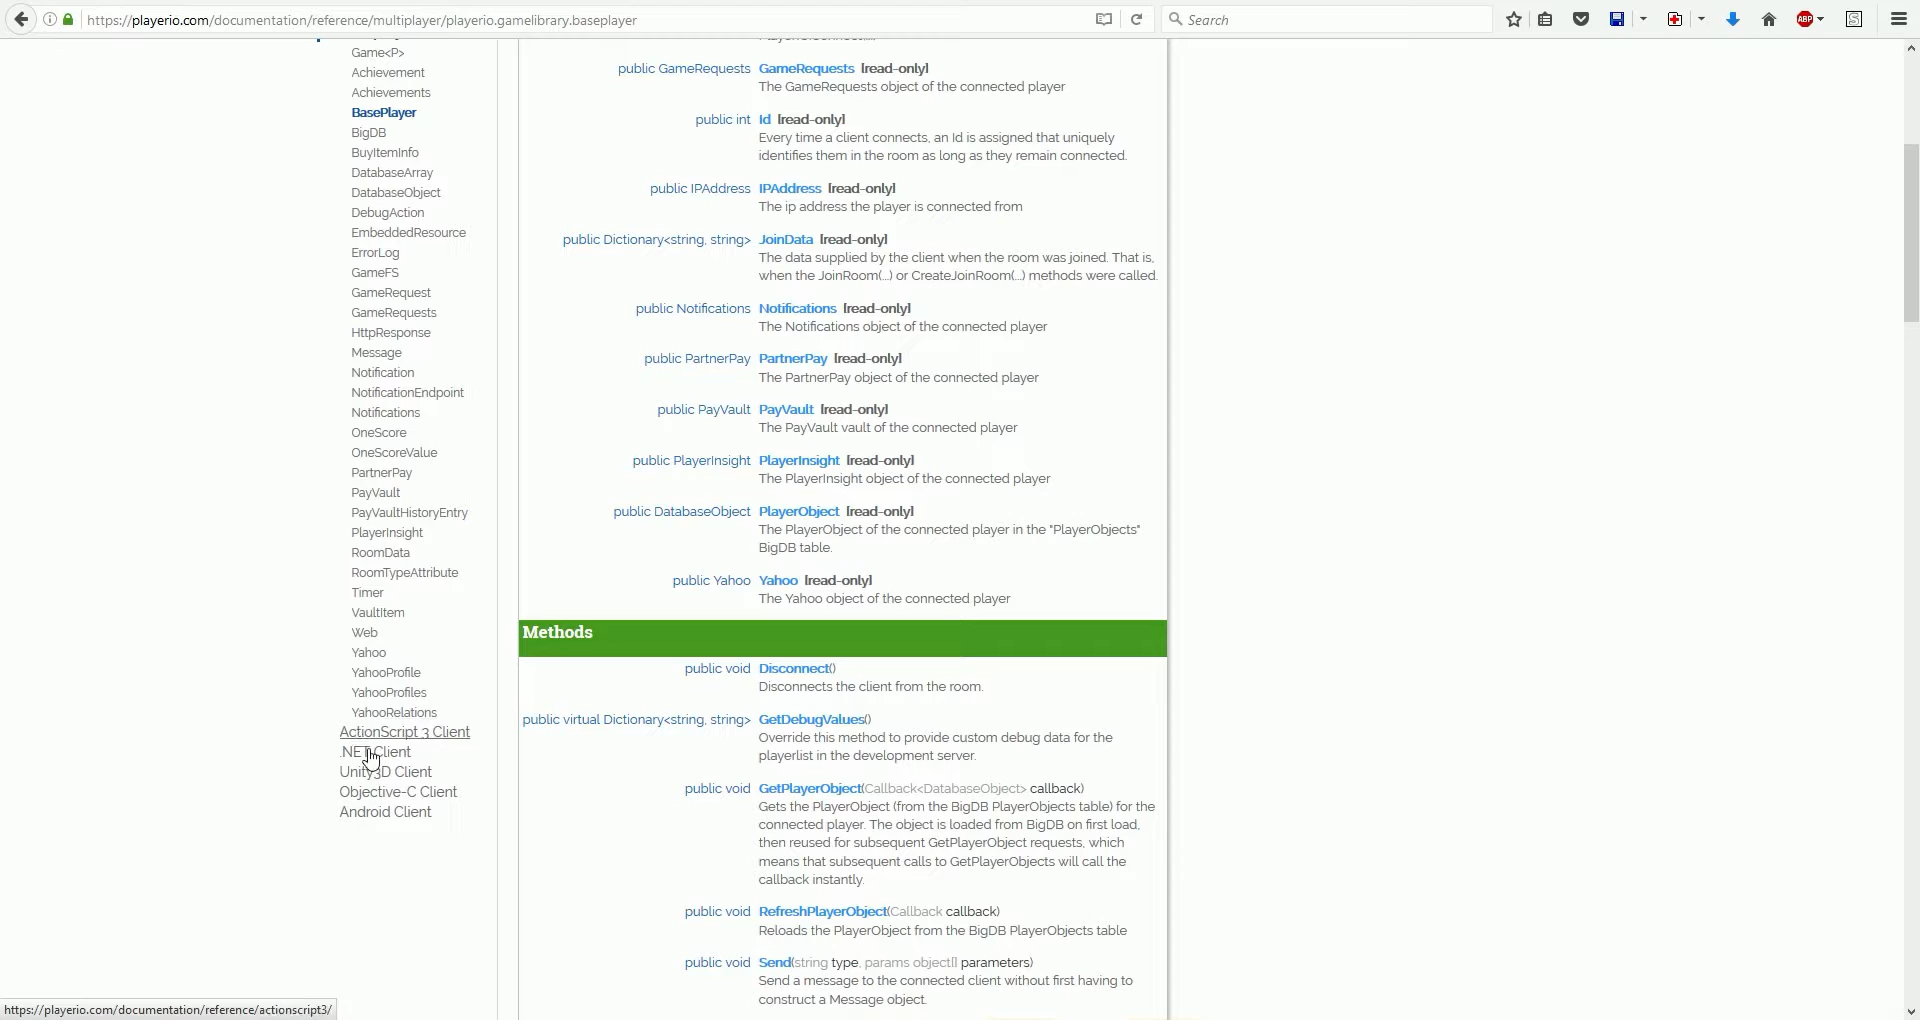 https://playerio.com/documentation/reference/multiplayer/playerio.gamelibrary.baseplayer
Search
ABP
Game<P>
Achievement
Achievements
BasePlayer
BigDB
BuyItemInfo
DatabaseArray
DatabaseObject
DebugAction
EmbeddedResource
ErrorLog
GameFS
GameRequest
GameRequests
HttpResponse
Message
Notification
NotificationEndpoint
Notifications
OneScore
OneScoreValue
PartnerPay
PayVault
PayVaultHistoryEntry
PlayerInsight
RoomData
RoomTypeAttribute
Timer
VaultItem
Web
Yahoo
YahooProfile
YahooProfiles
YahooRelations
ActionScript 3 Client
.NET Client
Unity3D Client
Objective-C Client
Android Client
public GameRequests GameRequests [read-only]
The GameRequests object of the connected player
public int Id [read-only]
Every time a client connects, an Id is assigned that uniquely
identifies them in the room as long as they remain connected.
public IPAddress IPAddress [read-only]
The ip address the player is connected from
public Dictionary<string, string> JoinData [read-only]
The data supplied by the client when the room was joined. That is,
when the JoinRoom(...) or CreateJoinRoom(...) methods were called.
public Notifications Notifications [read-only]
The Notifications object of the connected player
public PartnerPay PartnerPay [read-only]
The PartnerPay object of the connected player
public PayVault PayVault [read-only]
The PayVault vault of the connected player
public PlayerInsight PlayerInsight [read-only]
The PlayerInsight object of the connected player
public DatabaseObject PlayerObject [read-only]
The PlayerObject of the connected player in the "PlayerObjects"
BigDB table.
public Yahoo Yahoo [read-only]
The Yahoo object of the connected player
Methods
public void Disconnect()
Disconnects the client from the room.
public virtual Dictionary<string, string> GetDebugValues()
Override this method to provide custom debug data for the
playerlist in the development server.
public void GetPlayerObject(Callback<DatabaseObject> callback)
Gets the PlayerObject (from the BigDB PlayerObjects table) for the
connected player. The object is loaded from BigDB on first load,
then reused for subsequent GetPlayerObject requests, which
means that subsequent calls to GetPlayerObjects will call the
callback instantly.
public void RefreshPlayerObject(Callback callback)
Reloads the PlayerObject from the BigDB PlayerObjects table
public void Send(string type, params object[] parameters)
Send a message to the connected client without first having to
construct a Message object.
https://playerio.com/documentation/reference/actionscript3/